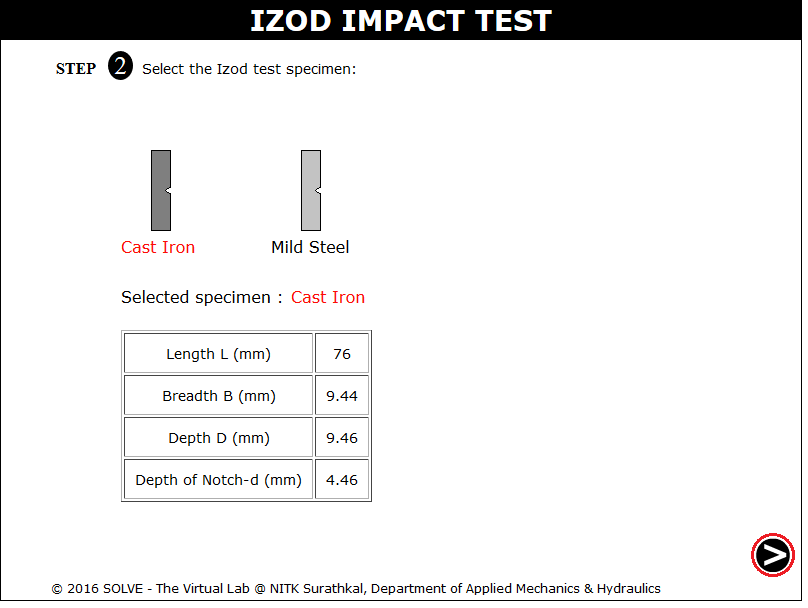 IZOD IMPACT TEST
STEP 2 Select the Izod test specimen:
Cast Iron Mild Steel
Selected specimen : Cast Iron
Length L (mm) 76
Breadth B (mm) 9.44
Depth D (mm) 9.46
Depth of Notch-d (mm) 4.46
© 2016 SOLVE - The Virtual Lab @ NITK Surathkal, Department of Applied Mechanics & Hydraulics